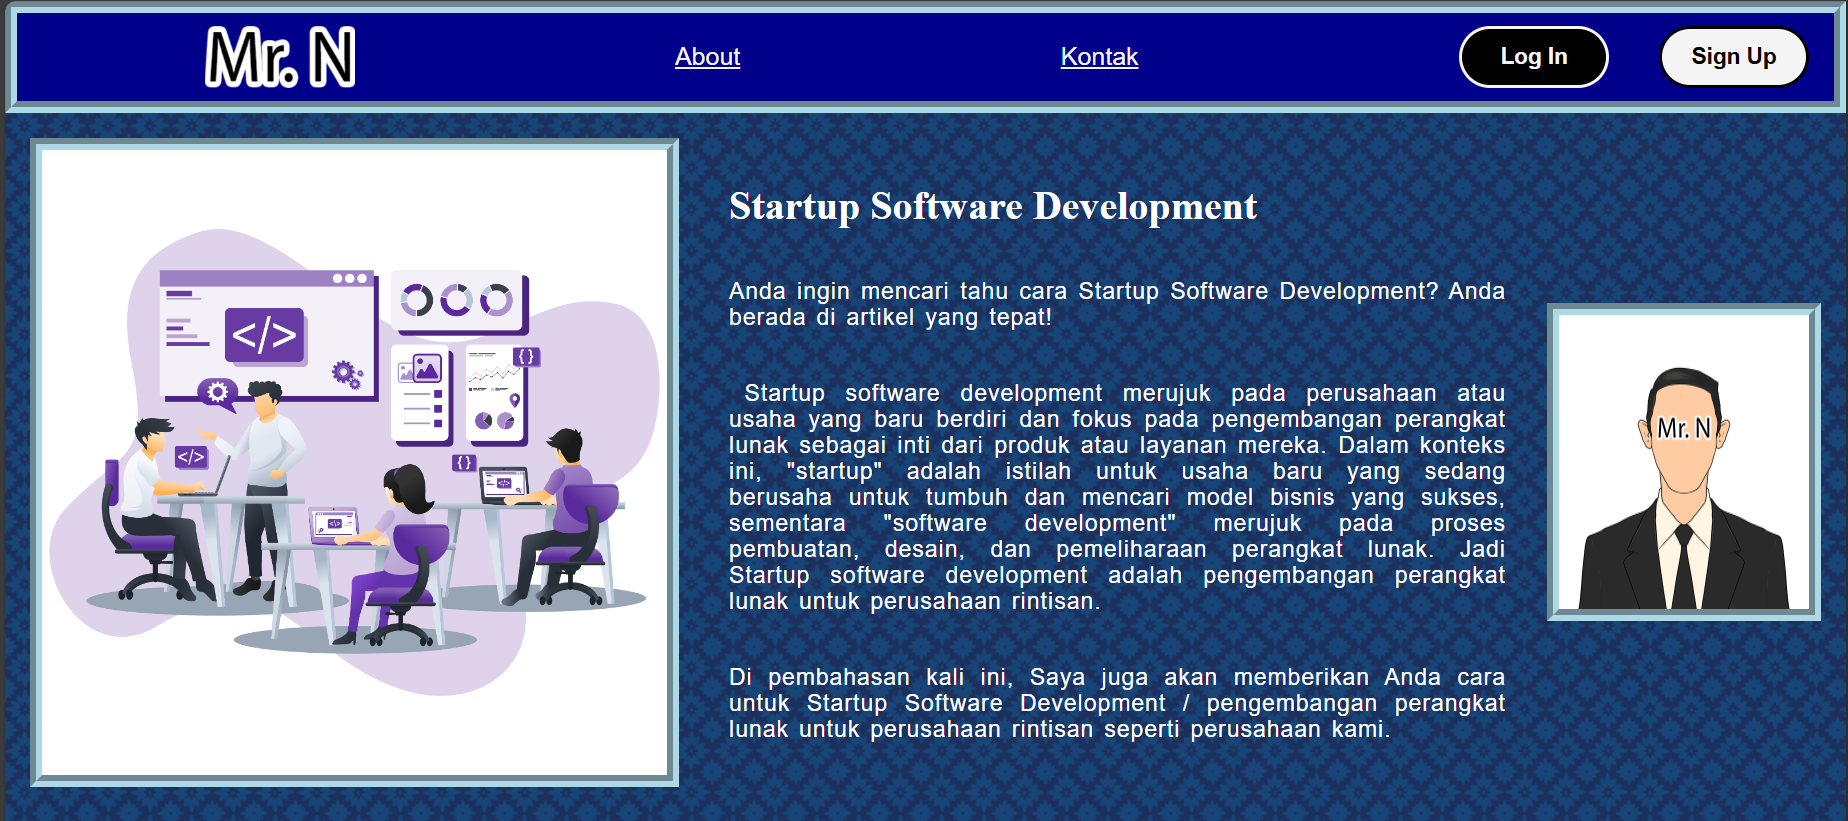 Mr. N
About
Kontak
Log In
Sign Up
Startup Software Development
Anda ingin mencari tahu cara Startup Software Development? Anda
berada di artikel yang tepat!
Startup software development merujuk pada perusahaan atau
usaha yang baru berdiri dan fokus pada pengembangan perangkat
lunak sebagai inti dari produk atau layanan mereka. Dalam konteks
ini, "startup" adalah istilah untuk usaha baru yang sedang
berusaha untuk tumbuh dan mencari model bisnis yang sukses,
sementara "software development" merujuk pada proses
pembuatan, desain, dan pemeliharaan perangkat lunak. Jadi
Startup software development adalah pengembangan perangkat
lunak untuk perusahaan rintisan.
Di pembahasan kali ini, Saya juga akan memberikan Anda cara
untuk Startup Software Development / pengembangan perangkat
lunak untuk perusahaan rintisan seperti perusahaan kami.
</>
{}
</>
{}
</>
</>
Mr. N